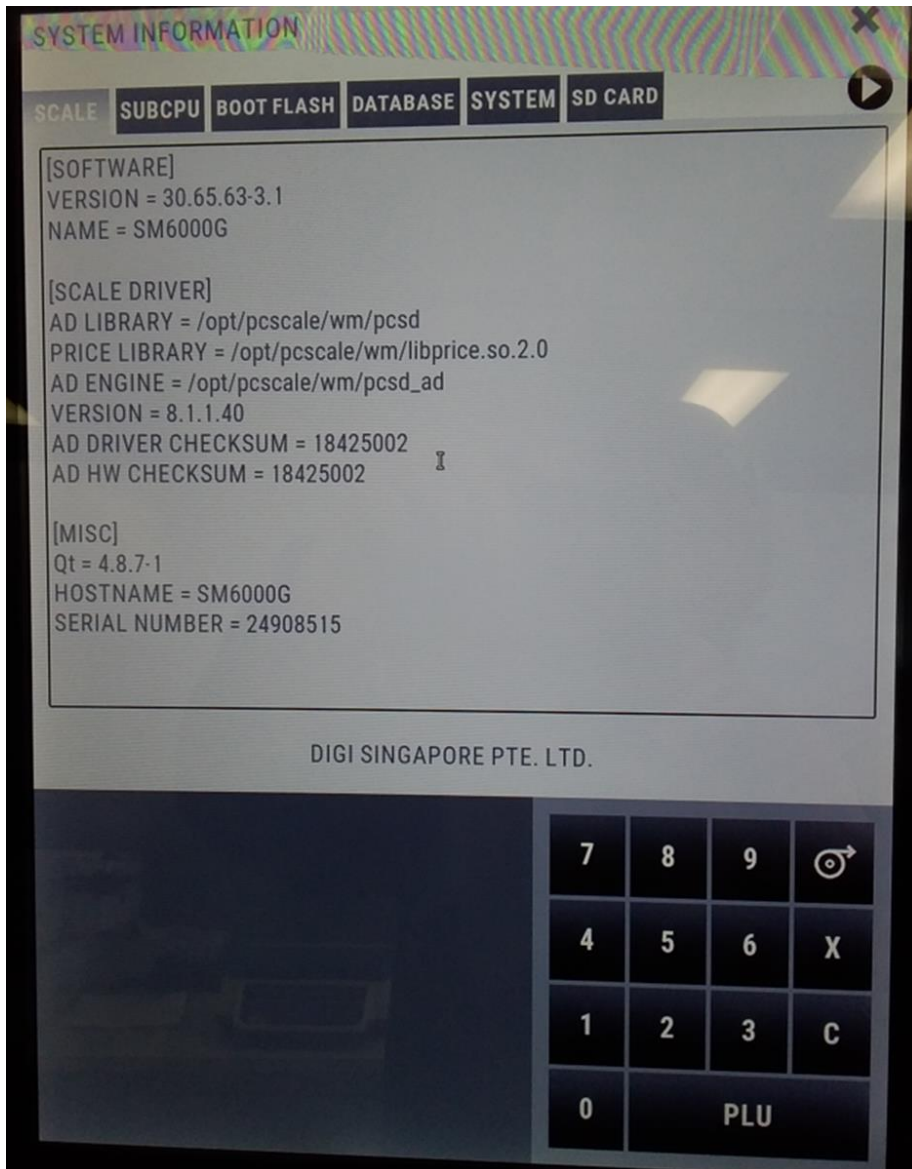 SYSTEM INFORMATION
SCALE SUBCPU BOOT FLASH DATABASE SYSTEM SD CARD
[SOFTWARE]
VERSION = 30.65.63-3.1
NAME = SM6000G
[SCALE DRIVER]
AD LIBRARY = /opt/pcscale/wm/pcsd
PRICE LIBRARY = /opt/pcscale/wm/libprice.so.2.0
AD ENGINE = /opt/pcscale/wm/pcsd_ad
VERSION = 8.1.1.40
AD DRIVER CHECKSUM = 18425002
AD HW CHECKSUM = 18425002
[MISC]
Qt = 4.8.7-1
HOSTNAME = SM6000G
SERIAL NUMBER = 24908515
DIGI SINGAPORE PTE. LTD.
7 8 9
4 5 6 X
1 2 3 C
0 PLU